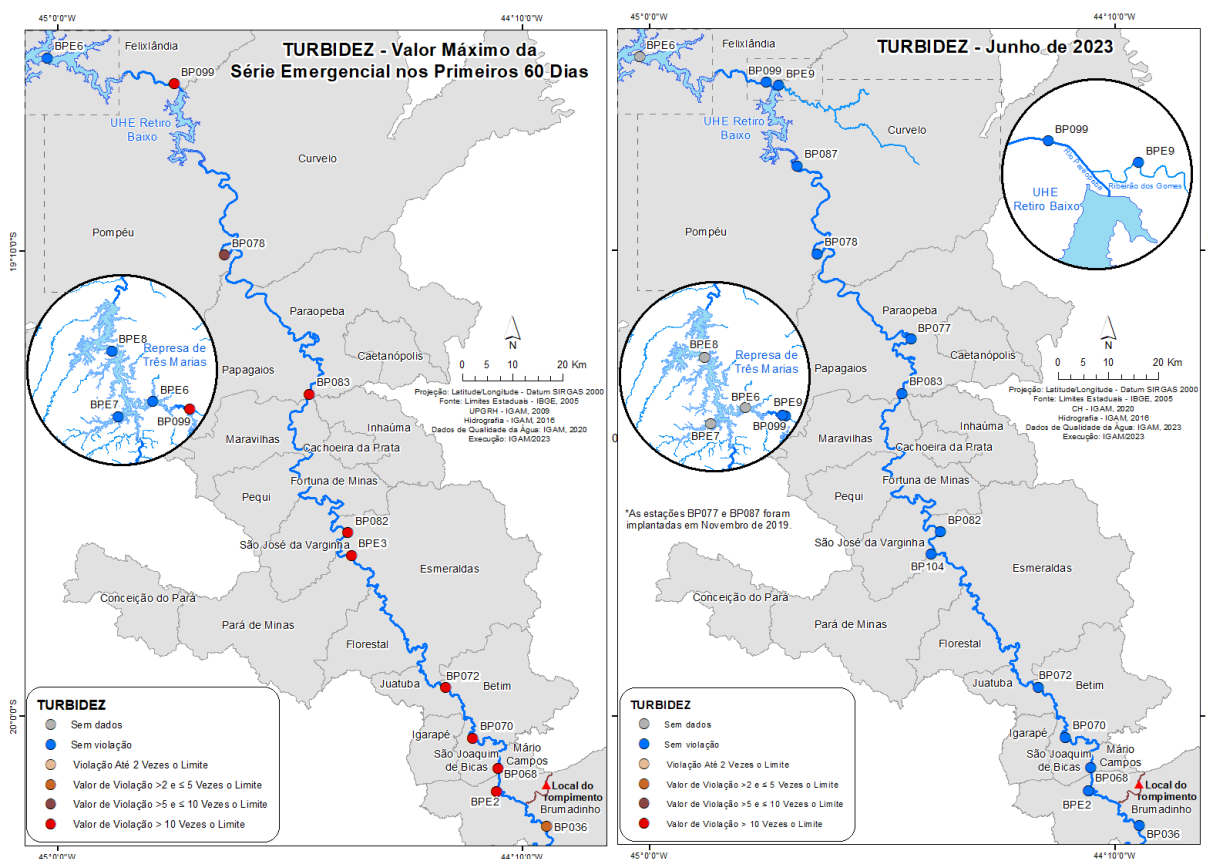 45°0'0"W
44°10'0"W
TURBIDEZ - Valor Máximo da
Série Emergencial nos Primeiros 60 Dias
BPE6
Felixlândia
BP099
UHE Retiro
Baixo
Curvelo
Pompéu
19°10'0"S
BP078
BPE8
Represa de
Três Marias
BPE6
BPE7
BP099
Paraopeba
Caetanópolis
Papagaios
BP083
N
0 5 10 20 Km
Projeção: Latitude/Longitude - Datum SIRGAS 2000
Fonte: Limites Estaduais - IBGE, 2005
UPGRH - IGAM, 2009
Hidrografia - IGAM, 2016
Dados de Qualidade da Água: IGAM, 2020
Execução: IGAM/2023
Inhaúma
Maravilhas
Cachoeira da Prata
Fortuna de Minas
Pequi
BP082
São José da Varginha
BPE3
Esmeraldas
Conceição do Pará
Pará de Minas
Florestal
BP072
Juatuba
Betim
20°0'0"S
BP070
Igarapé
Mário
Campos
São Joaquim
de Bicas
BP068
Local do
rompimento
BPE2
Brumadinho
BP036
TURBIDEZ
Sem dados
Sem violação
Violação Até 2 Vezes o Limite
Valor de Violação >2 e ≤ 5 Vezes o Limite
Valor de Violação >5 e ≤ 10 Vezes o Limite
Valor de Violação > 10 Vezes o Limite
45°0'0"W
44°10'0"W
45°0'0"W
44°10'0"W
TURBIDEZ - Junho de 2023
BPE6
Felixlândia
BP099
BPE9
UHE Retiro
Baixo
Curvelo
BP087
BP099
BPE9
Rio Paraopeba
Ribeirão dos Gomes
UHE
Retiro Baixo
Pompéu
BP078
BPE8
Represa de
Três Marias
BPE6
BPE9
BPE7
BP099
Paraopeba
BP077
Caetanópolis
Papagaios
BP083
N
0 5 10 20 Km
Projeção: Latitude/Longitude - Datum SIRGAS 2000
Fonte: Limites Estaduais - IBGE, 2005
CH - IGAM, 2020
Hidrografia - IGAM, 2016
Dados de Qualidade da Água: IGAM, 2023
Execução: IGAM/2023
0
Inhaúma
Maravilhas
Cachoeira da Prata
Fortuna de Minas
Pequi
*As estações BP077 e BP087 foram
implantadas em Novembro de 2019.
BP082
São José da Varginha
BP104
Esmeraldas
Conceição do Pará
Pará de Minas
Florestal
BP072
Juatuba
Betim
BP070
Igarapé
Mário
Campos
São Joaquim
de Bicas
BP068
Local do
rompimento
BPE2
Brumadinho
BP036
TURBIDEZ
Sem dados
Sem violação
Violação Até 2 Vezes o Limite
Valor de Violação >2 e ≤ 5 Vezes o Limite
Valor de Violação >5 e ≤ 10 Vezes o Limite
Valor de Violação > 10 Vezes o Limite
45°0'0"W
44°10'0"W